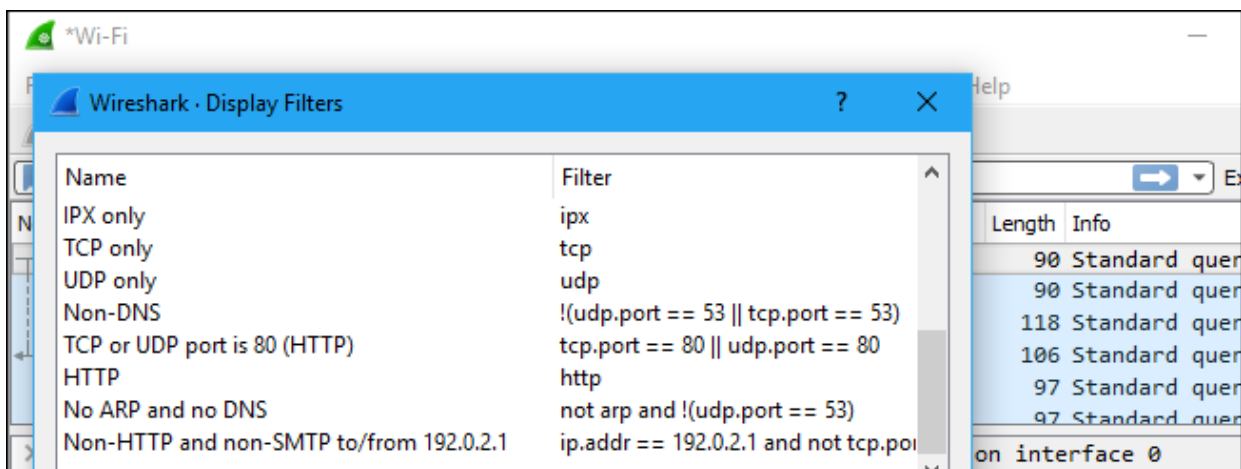 *Wi-Fi
Help
Wireshark · Display Filters
Name Filter
IPX only ipx
TCP only tcp
UDP only udp
Non-DNS !(udp.port == 53 || tcp.port == 53)
TCP or UDP port is 80 (HTTP) tcp.port == 80 || udp.port == 80
HTTP http
No ARP and no DNS not arp and !(udp.port == 53)
Non-HTTP and non-SMTP to/from 192.0.2.1 ip.addr == 192.0.2.1 and not tcp.por
Length Info
90 Standard quer
90 Standard quer
118 Standard quer
106 Standard quer
97 Standard quer
97 Standard quer
on interface 0